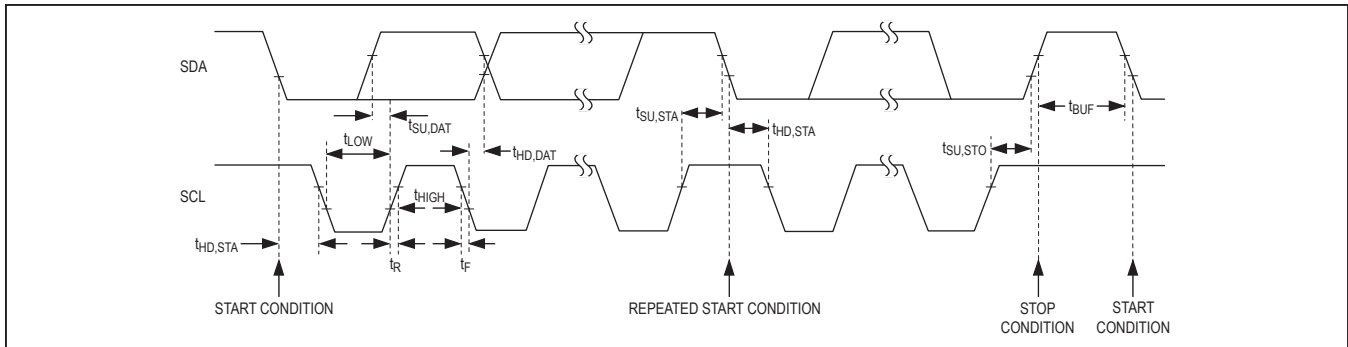 SDA
tSU,DAT
tLOW
tHD,DAT
tSU,STA
tHD,STA
tBUF
tSU,STO
SCL
tHIGH
tHD,STA
tR
tF
START CONDITION
REPEATED START CONDITION
STOP
CONDITION
START
CONDITION